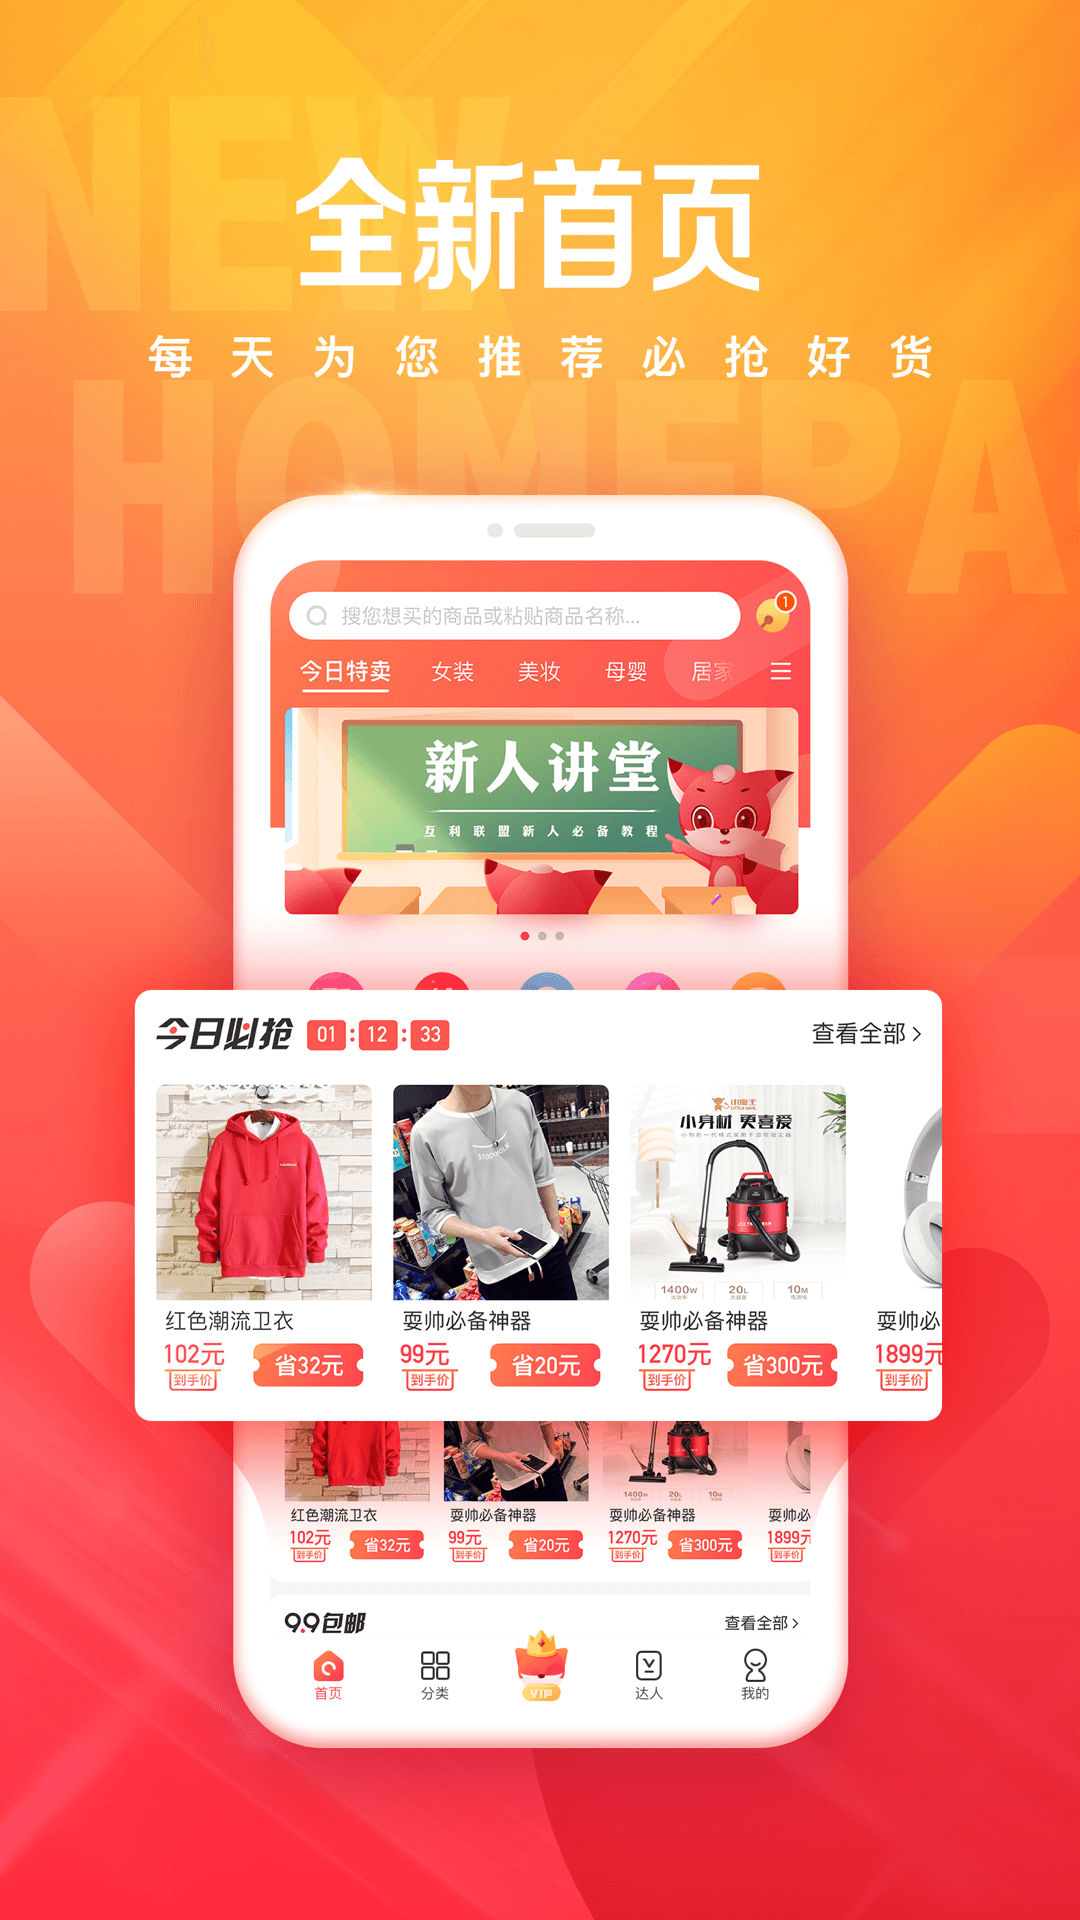 NEW
全新首页
每天为您推荐必抢好货
HOMEPA
搜您想买的商品或粘贴商品名称...
1
今日特卖 女装 美妆 母婴 居家
新人讲堂
互利联盟新人必备教程
今日必抢 01:12:33 查看全部
STOCKHOLM
小魔王
小身材 更喜爱
1400W 20L 10M
红色潮流卫衣 耍帅必备神器 耍帅必备神器 耍帅必
102元 99元 1270元 1899元
到手价 省32元 到手价 省20元 到手价 省300元 到手价
1400W 20L 10M
红色潮流卫衣 耍帅必备神器 耍帅必备神器 耍帅必
102元 99元 1270元 1899元
到手价 省32元 到手价 省20元 到手价 省300元 到手价
9.9包邮 查看全部
VIP
首页 分类 达人 我的